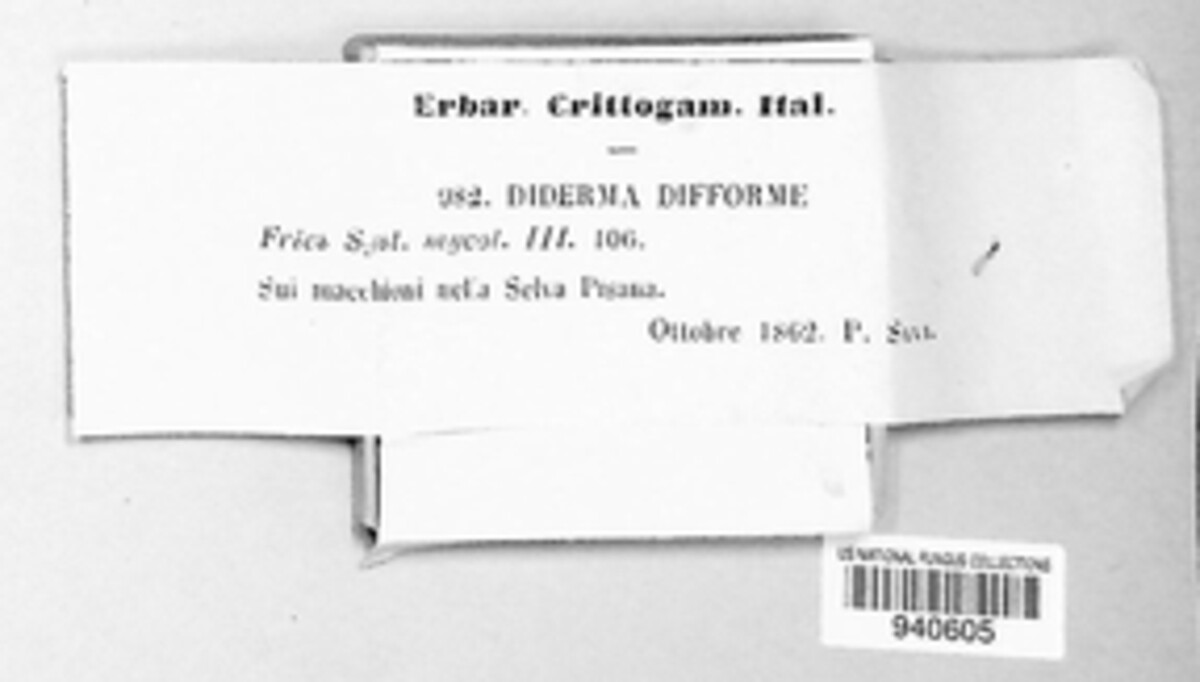 Erbar. Crittogam. Ital.
982. DIDERMA DIFFORME
Fries Syst. mycol. III. 106.
Sui macchioni nella Selva Pisana.
Ottobre 1862. P. Savi.
US NATIONAL FUNGUS COLLECTIONS
940605